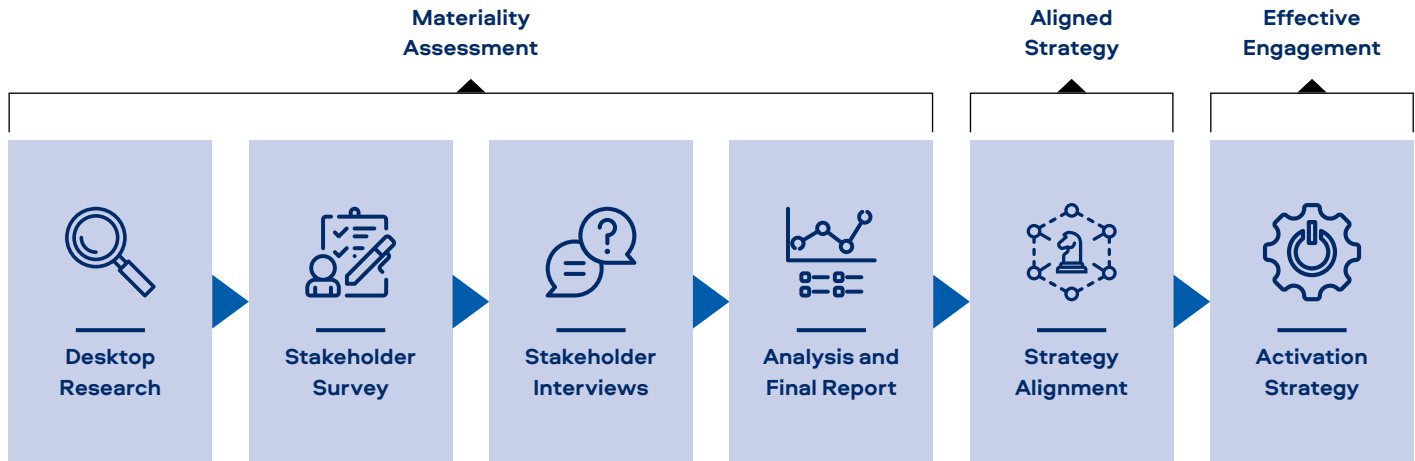 Materiality
Assessment
Aligned
Strategy
Effective
Engagement
Desktop
Research
Stakeholder
Survey
Stakeholder
Interviews
Analysis and
Final Report
Strategy
Alignment
Activation
Strategy